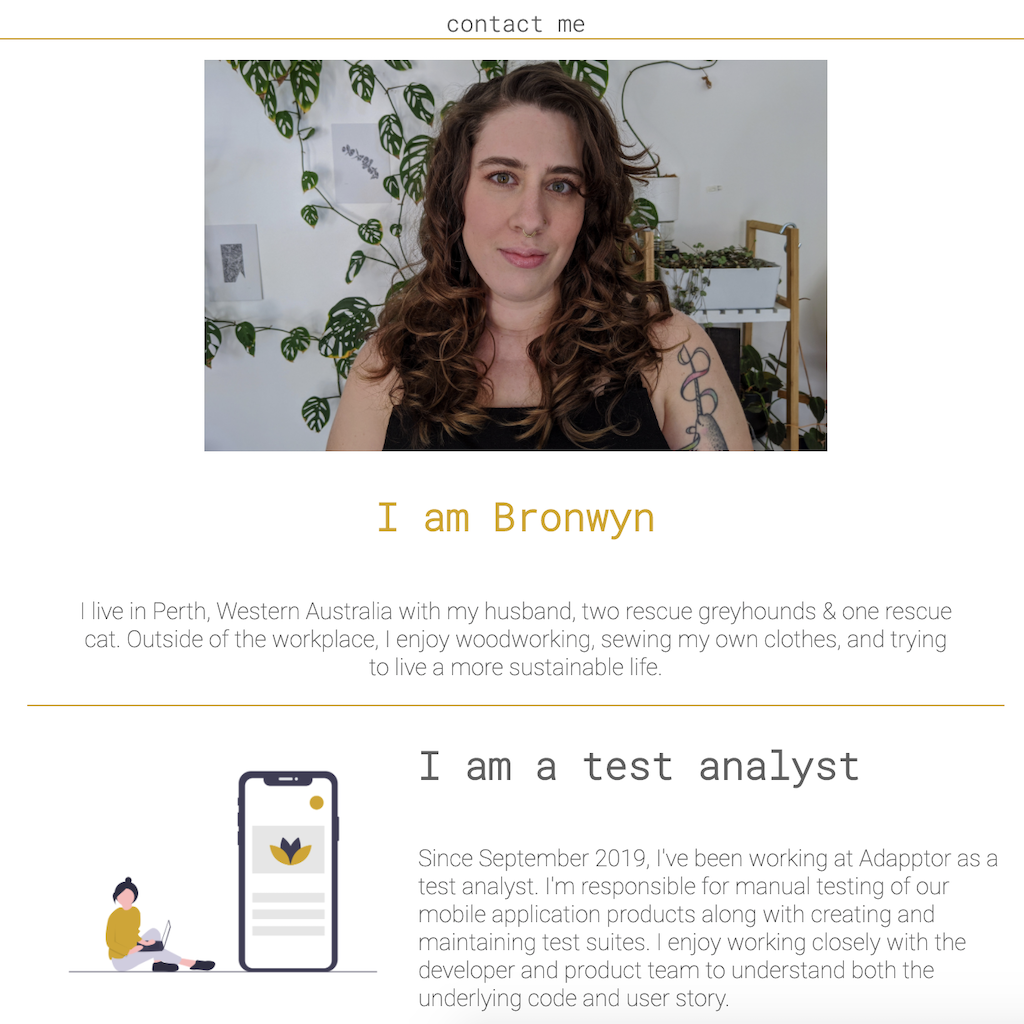 contact me
I am Bronwyn
I live in Perth, Western Australia with my husband, two rescue greyhounds & one rescue
cat. Outside of the workplace, I enjoy woodworking, sewing my own clothes, and trying
to live a more sustainable life.
I am a test analyst
Since September 2019, I've been working at Adapptor as a
test analyst. I'm responsible for manual testing of our
mobile application products along with creating and
maintaining test suites. I enjoy working closely with the
developer and product team to understand both the
underlying code and user story.